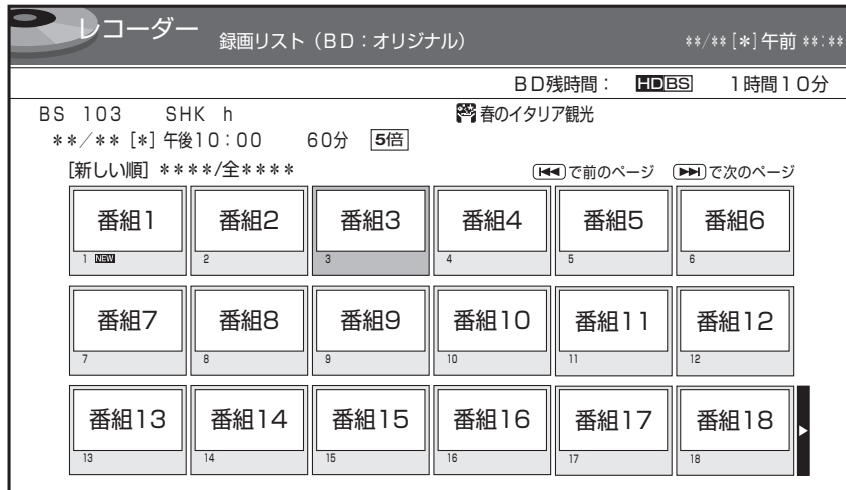 レコーダー 録画リスト（BD：オリジナル） **/**[*]午前 **:**
BD残時間： HD BS 1時間10分
BS 103 SHK h 春のイタリア観光
**/** [*] 午後10：00 60分 5倍
[新しい順] ****/全**** ⏮で前のページ ⏭で次のページ
番組1 番組2 番組3 番組4 番組5 番組6
1 NEW 2 3 4 5 6
番組7 番組8 番組9 番組10 番組11 番組12
7 8 9 10 11 12
番組13 番組14 番組15 番組16 番組17 番組18
13 14 15 16 17 18